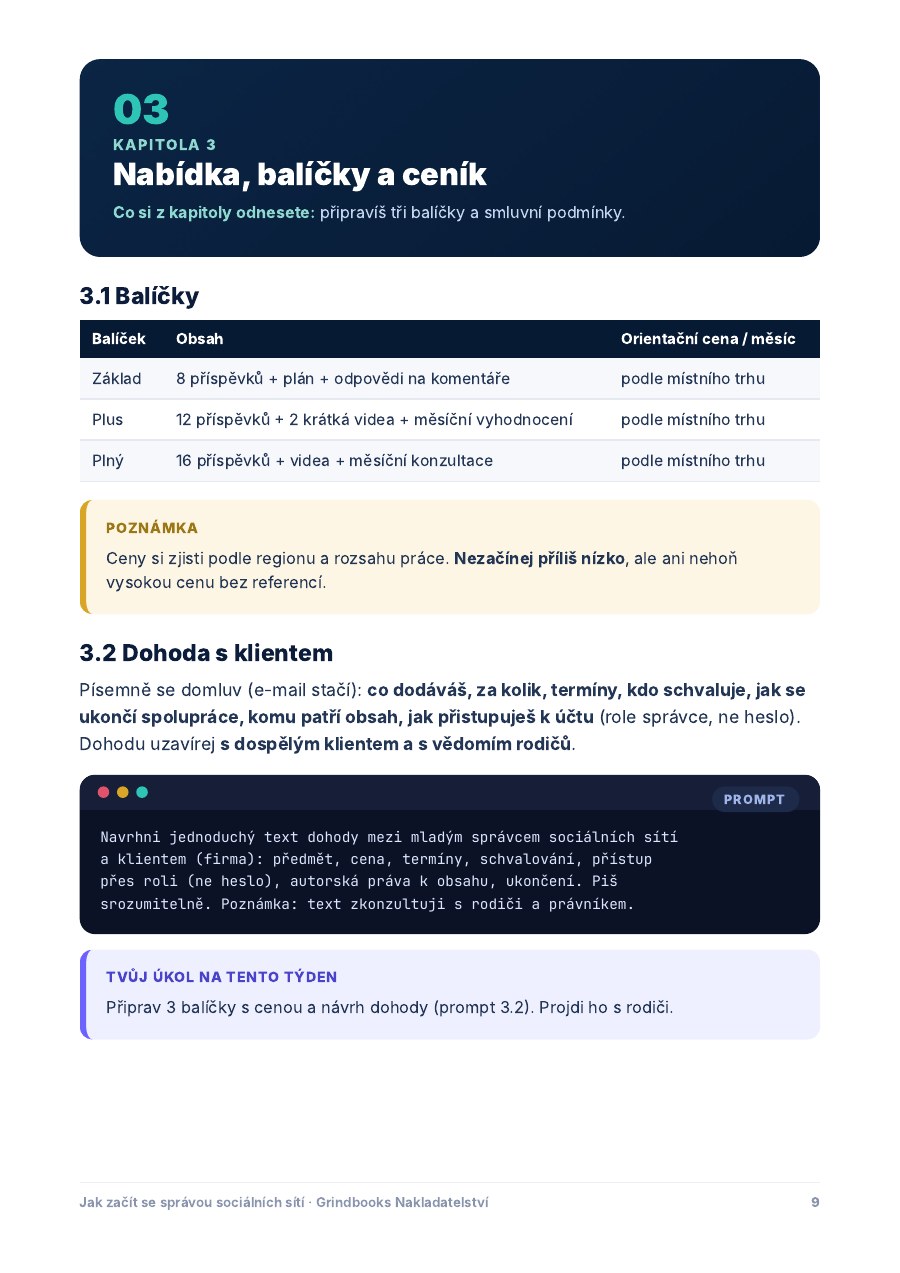 03
KAPITOLA 3
Nabídka, balíčky a ceník
Co si z kapitoly odnesete: připravíš tři balíčky a smluvní podmínky.
3.1 Balíčky
Balíček Obsah Orientační cena / měsíc
Základ 8 příspěvků + plán + odpovědi na komentáře podle místního trhu
Plus 12 příspěvků + 2 krátká videa + měsíční vyhodnocení podle místního trhu
Plný 16 příspěvků + videa + měsíční konzultace podle místního trhu
POZNÁMKA
Ceny si zjisti podle regionu a rozsahu práce. Nezačínej příliš nízko, ale ani nehoň
vysokou cenu bez referencí.
3.2 Dohoda s klientem
Písemně se domluv (e-mail stačí): co dodáváš, za kolik, termíny, kdo schvaluje, jak se
ukončí spolupráce, komu patří obsah, jak přistupuješ k účtu (role správce, ne heslo).
Dohodu uzavírej s dospělým klientem a s vědomím rodičů.
PROMPT
Navrhni jednoduchý text dohody mezi mladým správcem sociálních sítí
a klientem (firma): předmět, cena, termíny, schvalování, přístup
přes roli (ne heslo), autorská práva k obsahu, ukončení. Piš
srozumitelně. Poznámka: text zkonzultuji s rodiči a právníkem.
TVŮJ ÚKOL NA TENTO TÝDEN
Připrav 3 balíčky s cenou a návrh dohody (prompt 3.2). Projdi ho s rodiči.
Jak začít se správou sociálních sítí · Grindbooks Nakladatelství 9